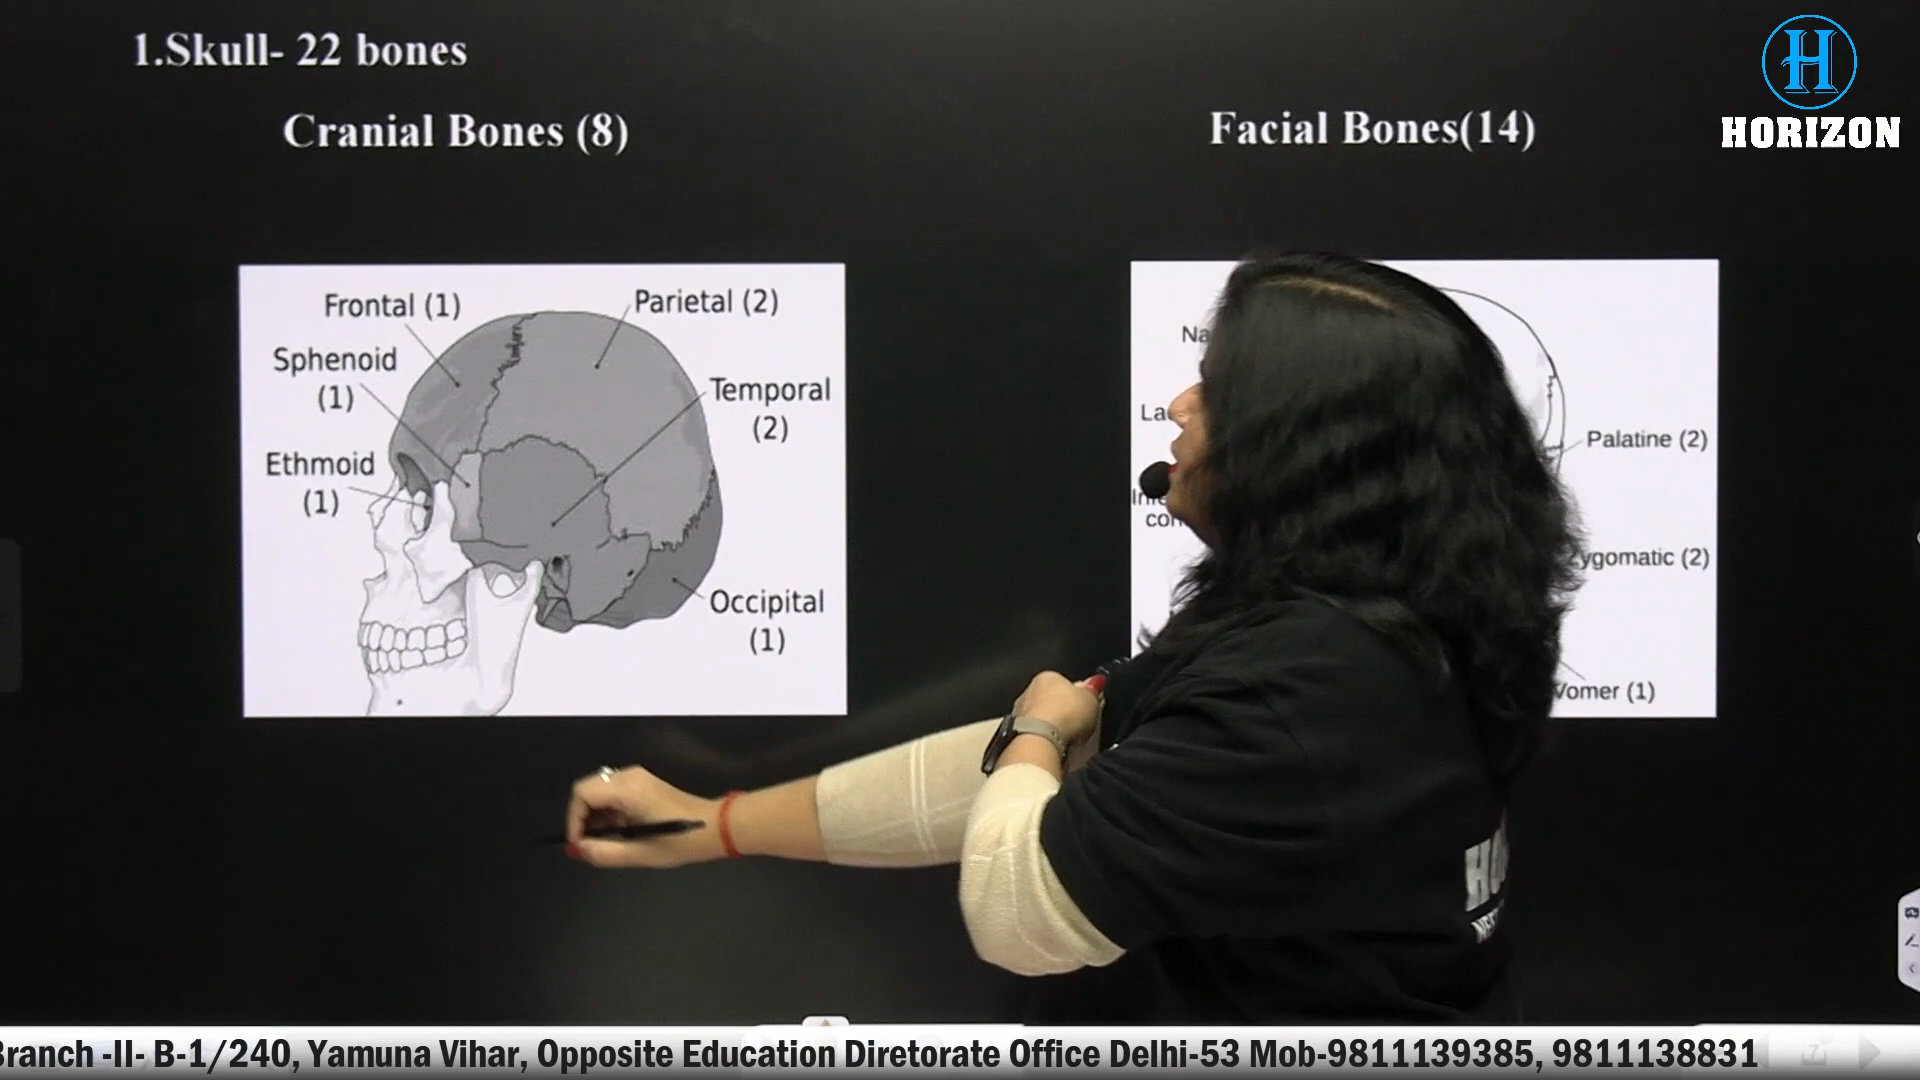 1.Skull- 22 bones
Cranial Bones (8)
Facial Bones(14)
H
HORIZON
Frontal (1)
Parietal (2)
Sphenoid
(1)
Temporal
(2)
Ethmoid
(1)
Occipital
(1)
Palatine (2)
ygomatic (2)
Vomer (1)
Branch -II- B-1/240, Yamuna Vihar, Opposite Education Diretorate Office Delhi-53 Mob-9811139385, 9811138831